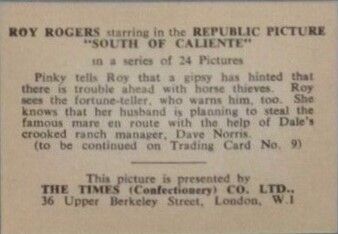 ROY ROGERS starring in the REPUBLIC PICTURE
"SOUTH OF CALIENTE"
in a series of 24 Pictures
Pinky tells Roy that a gipsy has hinted that
there is trouble ahead with horse thieves. Roy
sees the fortune-teller, who warns him, too. She
knows that her husband is planning to steal the
famous mare en route with the help of Dale's
crooked ranch manager, Dave Norris.
(to be continued on Trading Card No. 9)
This picture is presented by
THE TIMES (Confectionery) CO. LTD.,
36 Upper Berkeley Street, London, W.1